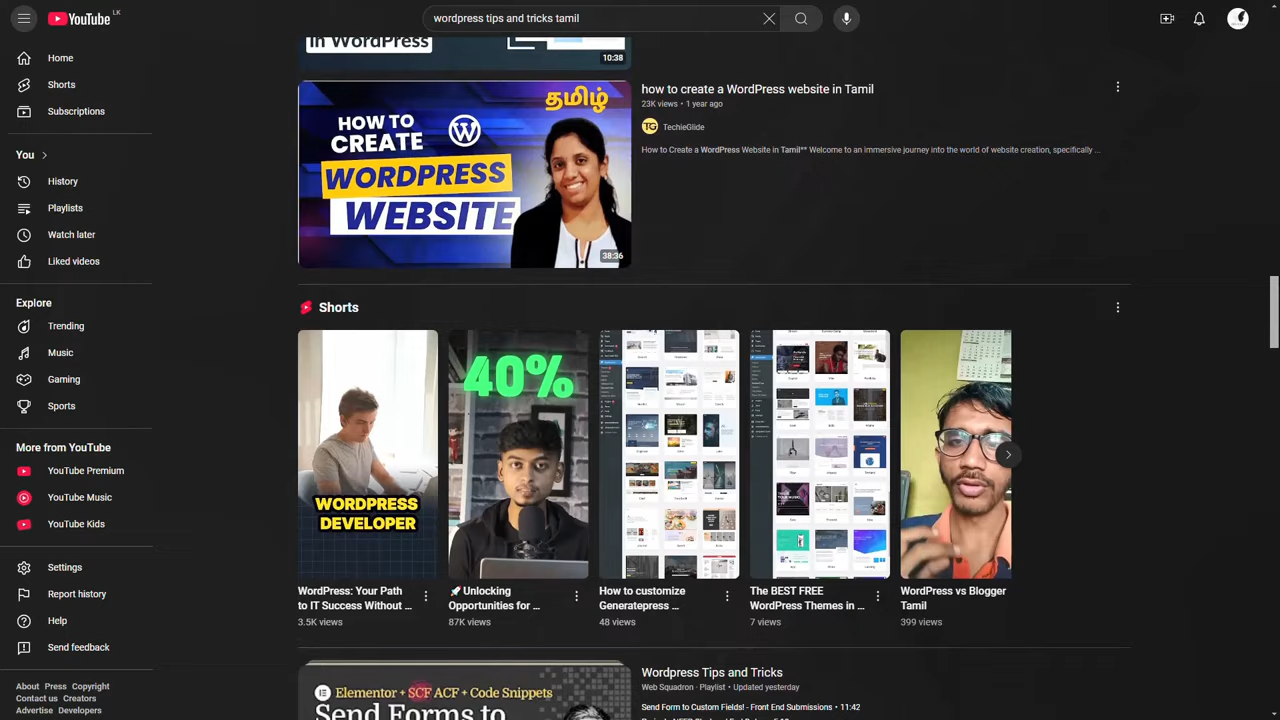 YouTube LK
wordpress tips and tricks tamil
Home
Shorts
Subscriptions
You
History
Playlists
Watch later
Liked videos
Explore
Trending
Music
from YouTube
YouTube Premium
YouTube Music
YouTube Kids
Settings
Report history
Help
Send feedback
About Press Copyright
Contact us Creators
Advertise Developers
in WordPress
10:38
தமிழ்
HOW TO
CREATE
WORDPRESS
WEBSITE
38:36
how to create a WordPress website in Tamil
23K views • 1 year ago
TG TechieGlide
How to Create a WordPress Website in Tamil** Welcome to an immersive journey into the world of website creation, specifically ...
Shorts
WORDPRESS
DEVELOPER
WordPress: Your Path
to IT Success Without ...
3.5K views
40%
🚀 Unlocking
Opportunities for ...
87K views
How to customize
Generatepress ...
48 views
The BEST FREE
WordPress Themes in ...
7 views
WordPress vs Blogger
Tamil
399 views
Elementor + SCF ACF + Code Snippets
Send Forms to
Wordpress Tips and Tricks
Web Squadron • Playlist • Updated yesterday
Send Form to Custom Fields! - Front End Submissions • 11:42